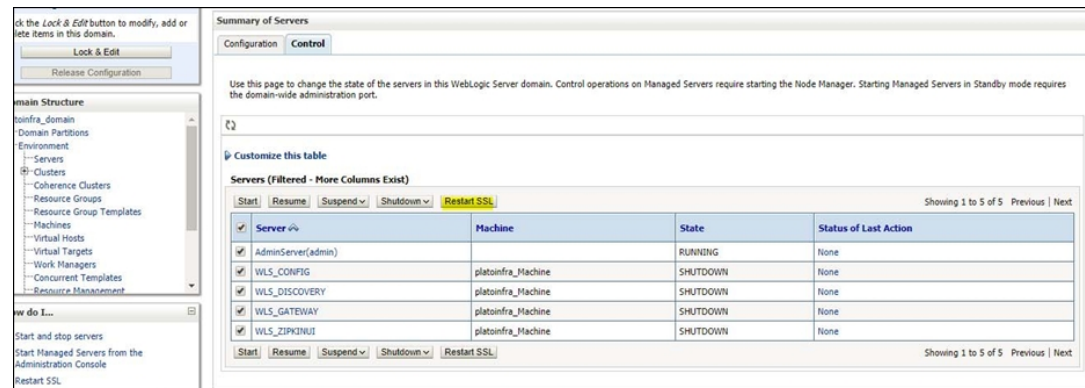 ck the Lock & Edit button to modify, add or
lete items in this domain.
Lock & Edit
Release Configuration
omain Structure
toinfra_domain
Domain Partitions
Environment
Servers
Clusters
Coherence Clusters
Resource Groups
Resource Group Templates
Machines
Virtual Hosts
Virtual Targets
Work Managers
Concurrent Templates
Resource Management
ow do I...
Start and stop servers
Start Managed Servers from the
Administration Console
Restart SSL
Summary of Servers
Configuration Control
Use this page to change the state of the servers in this WebLogic Server domain. Control operations on Managed Servers require starting the Node Manager. Starting Managed Servers in Standby mode requires
the domain-wide administration port.
Customize this table
Servers (Filtered - More Columns Exist)
Start Resume Suspend Shutdown Restart SSL Showing 1 to 5 of 5 Previous | Next
Server Machine State Status of Last Action
AdminServer(admin) RUNNING None
WLS_CONFIG platoinfra_Machine SHUTDOWN None
WLS_DISCOVERY platoinfra_Machine SHUTDOWN None
WLS_GATEWAY platoinfra_Machine SHUTDOWN None
WLS_ZIPKINUI platoinfra_Machine SHUTDOWN None
Start Resume Suspend Shutdown Restart SSL Showing 1 to 5 of 5 Previous | Next